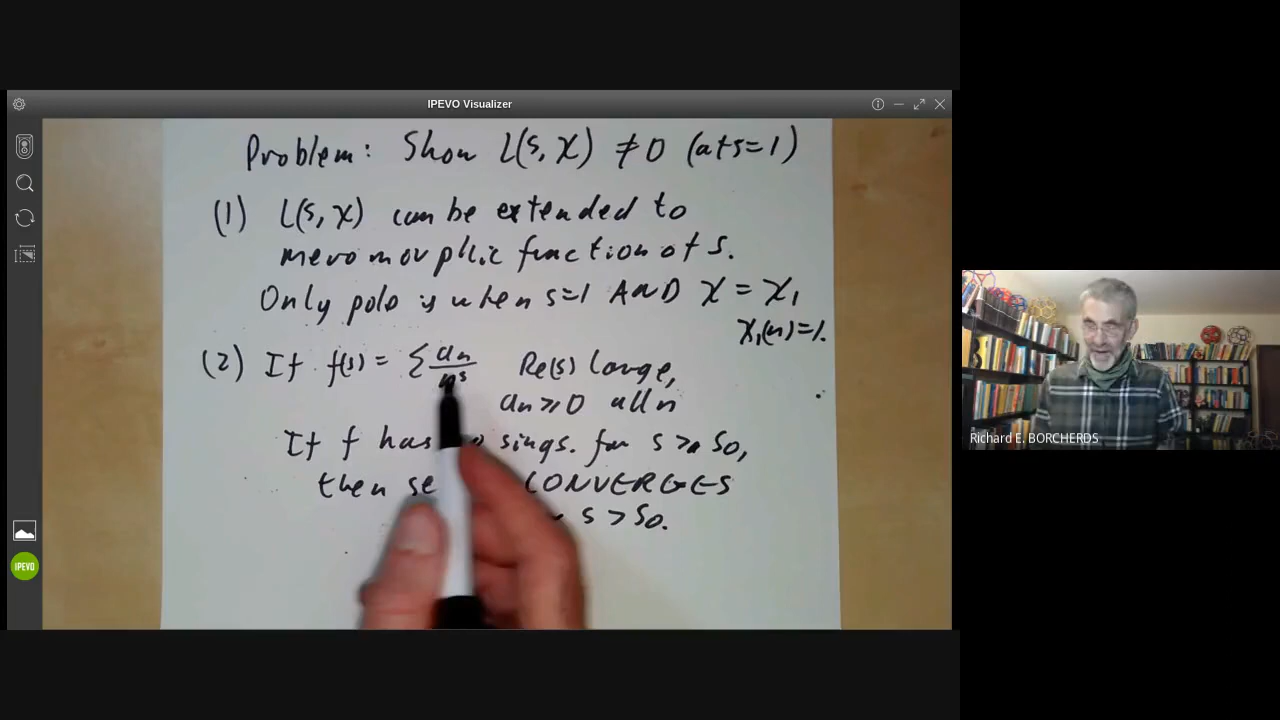 IPEVO Visualizer
Problem: Show L(s, χ) ≠ 0 (at s=1)
(1) L(s, χ) can be extended to
meromorphic function of s.
Only pole is when s=1 AND χ = χ₁
χ₁(n)=1.
(2) If f(s) = Σ aₙ/nˢ Re(s) large,
aₙ ⩾ 0 all n
If f has sings. for s > s₀,
then CONVERGES
s > s₀.
IPEVO
Richard E. BORCHERDS